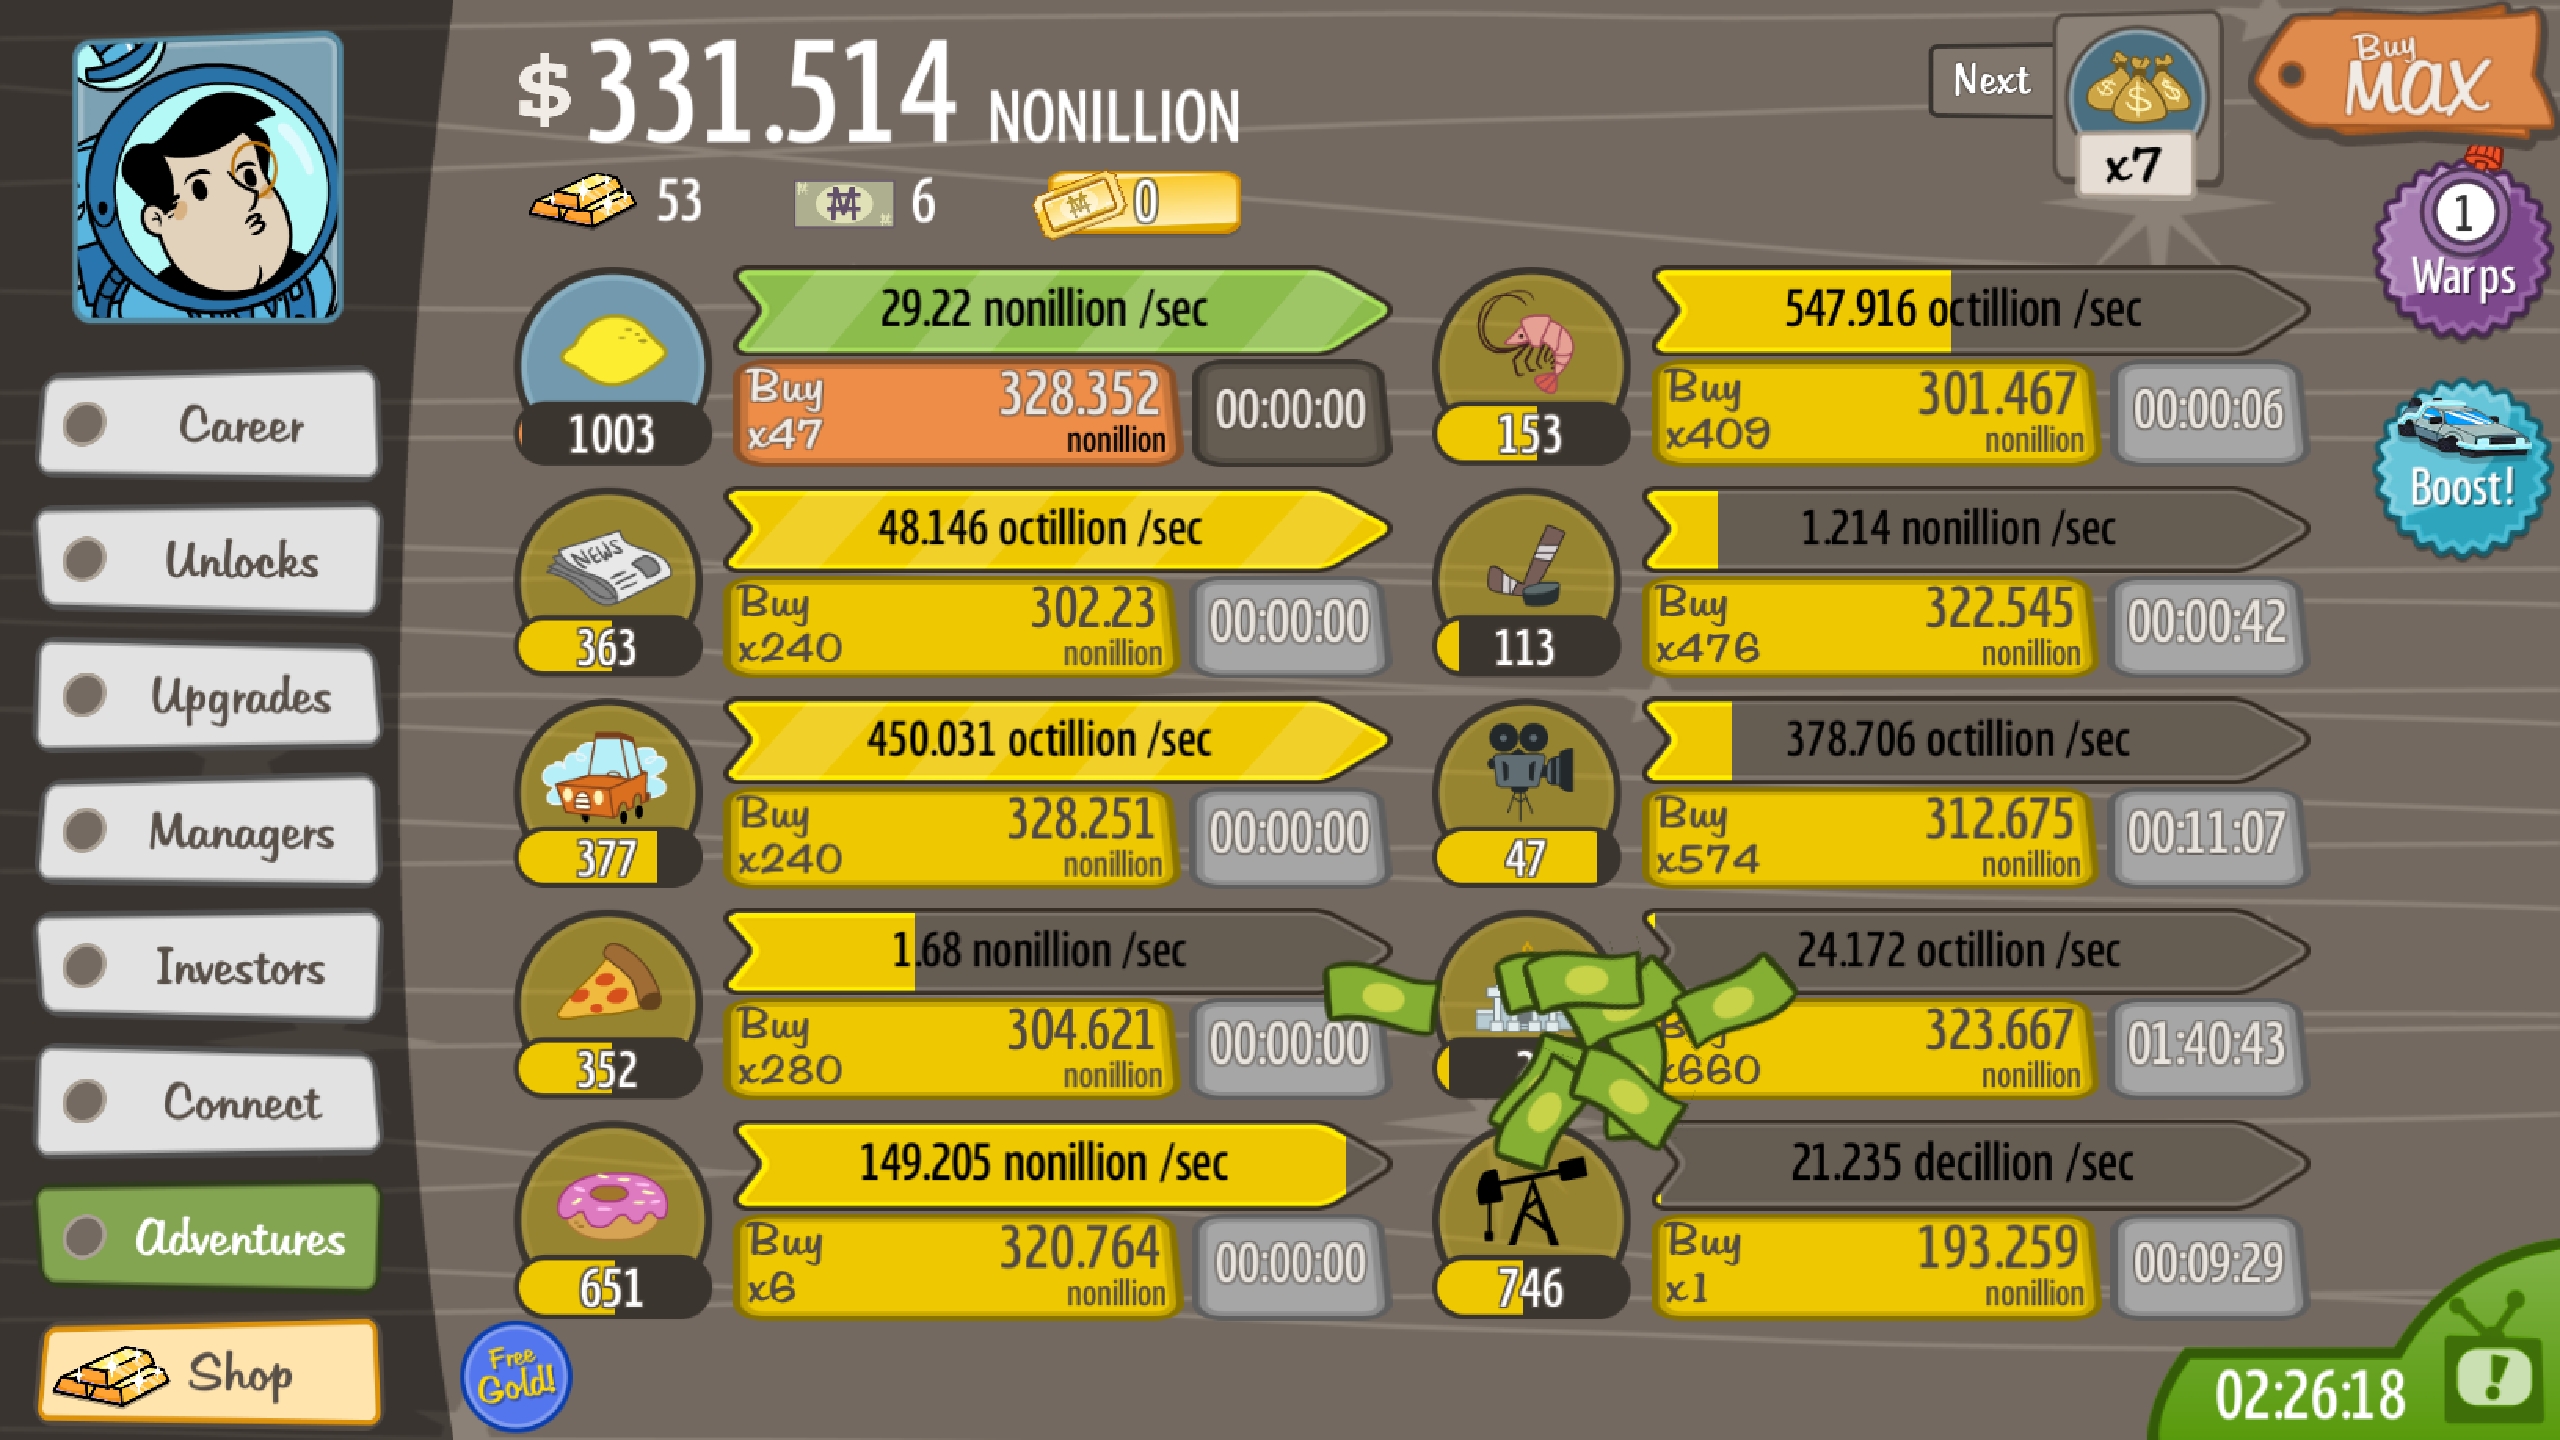 $331.514 NONILLION
Next
x7
Buy
MAX
53
6
0
1
Warps
Boost!
Career
Unlocks
Upgrades
Managers
Investors
Connect
Adventures
Shop
29.22 nonillion /sec
Buy
x47
328.352
nonillion
00:00:00
1003
547.916 octillion /sec
Buy
x409
301.467
nonillion
00:00:06
153
NEWS
48.146 octillion /sec
Buy
x240
302.23
nonillion
00:00:00
363
1.214 nonillion /sec
Buy
x476
322.545
nonillion
00:00:42
113
450.031 octillion /sec
Buy
x240
328.251
nonillion
00:00:00
377
378.706 octillion /sec
Buy
x574
312.675
nonillion
00:11:07
47
1.68 nonillion /sec
Buy
x280
304.621
nonillion
00:00:00
352
24.172 octillion /sec
x660
323.667
nonillion
01:40:43
149.205 nonillion /sec
Buy
x6
320.764
nonillion
00:00:00
651
21.235 decillion /sec
Buy
x1
193.259
nonillion
00:09:29
746
Free
Gold!
02:26:18
!